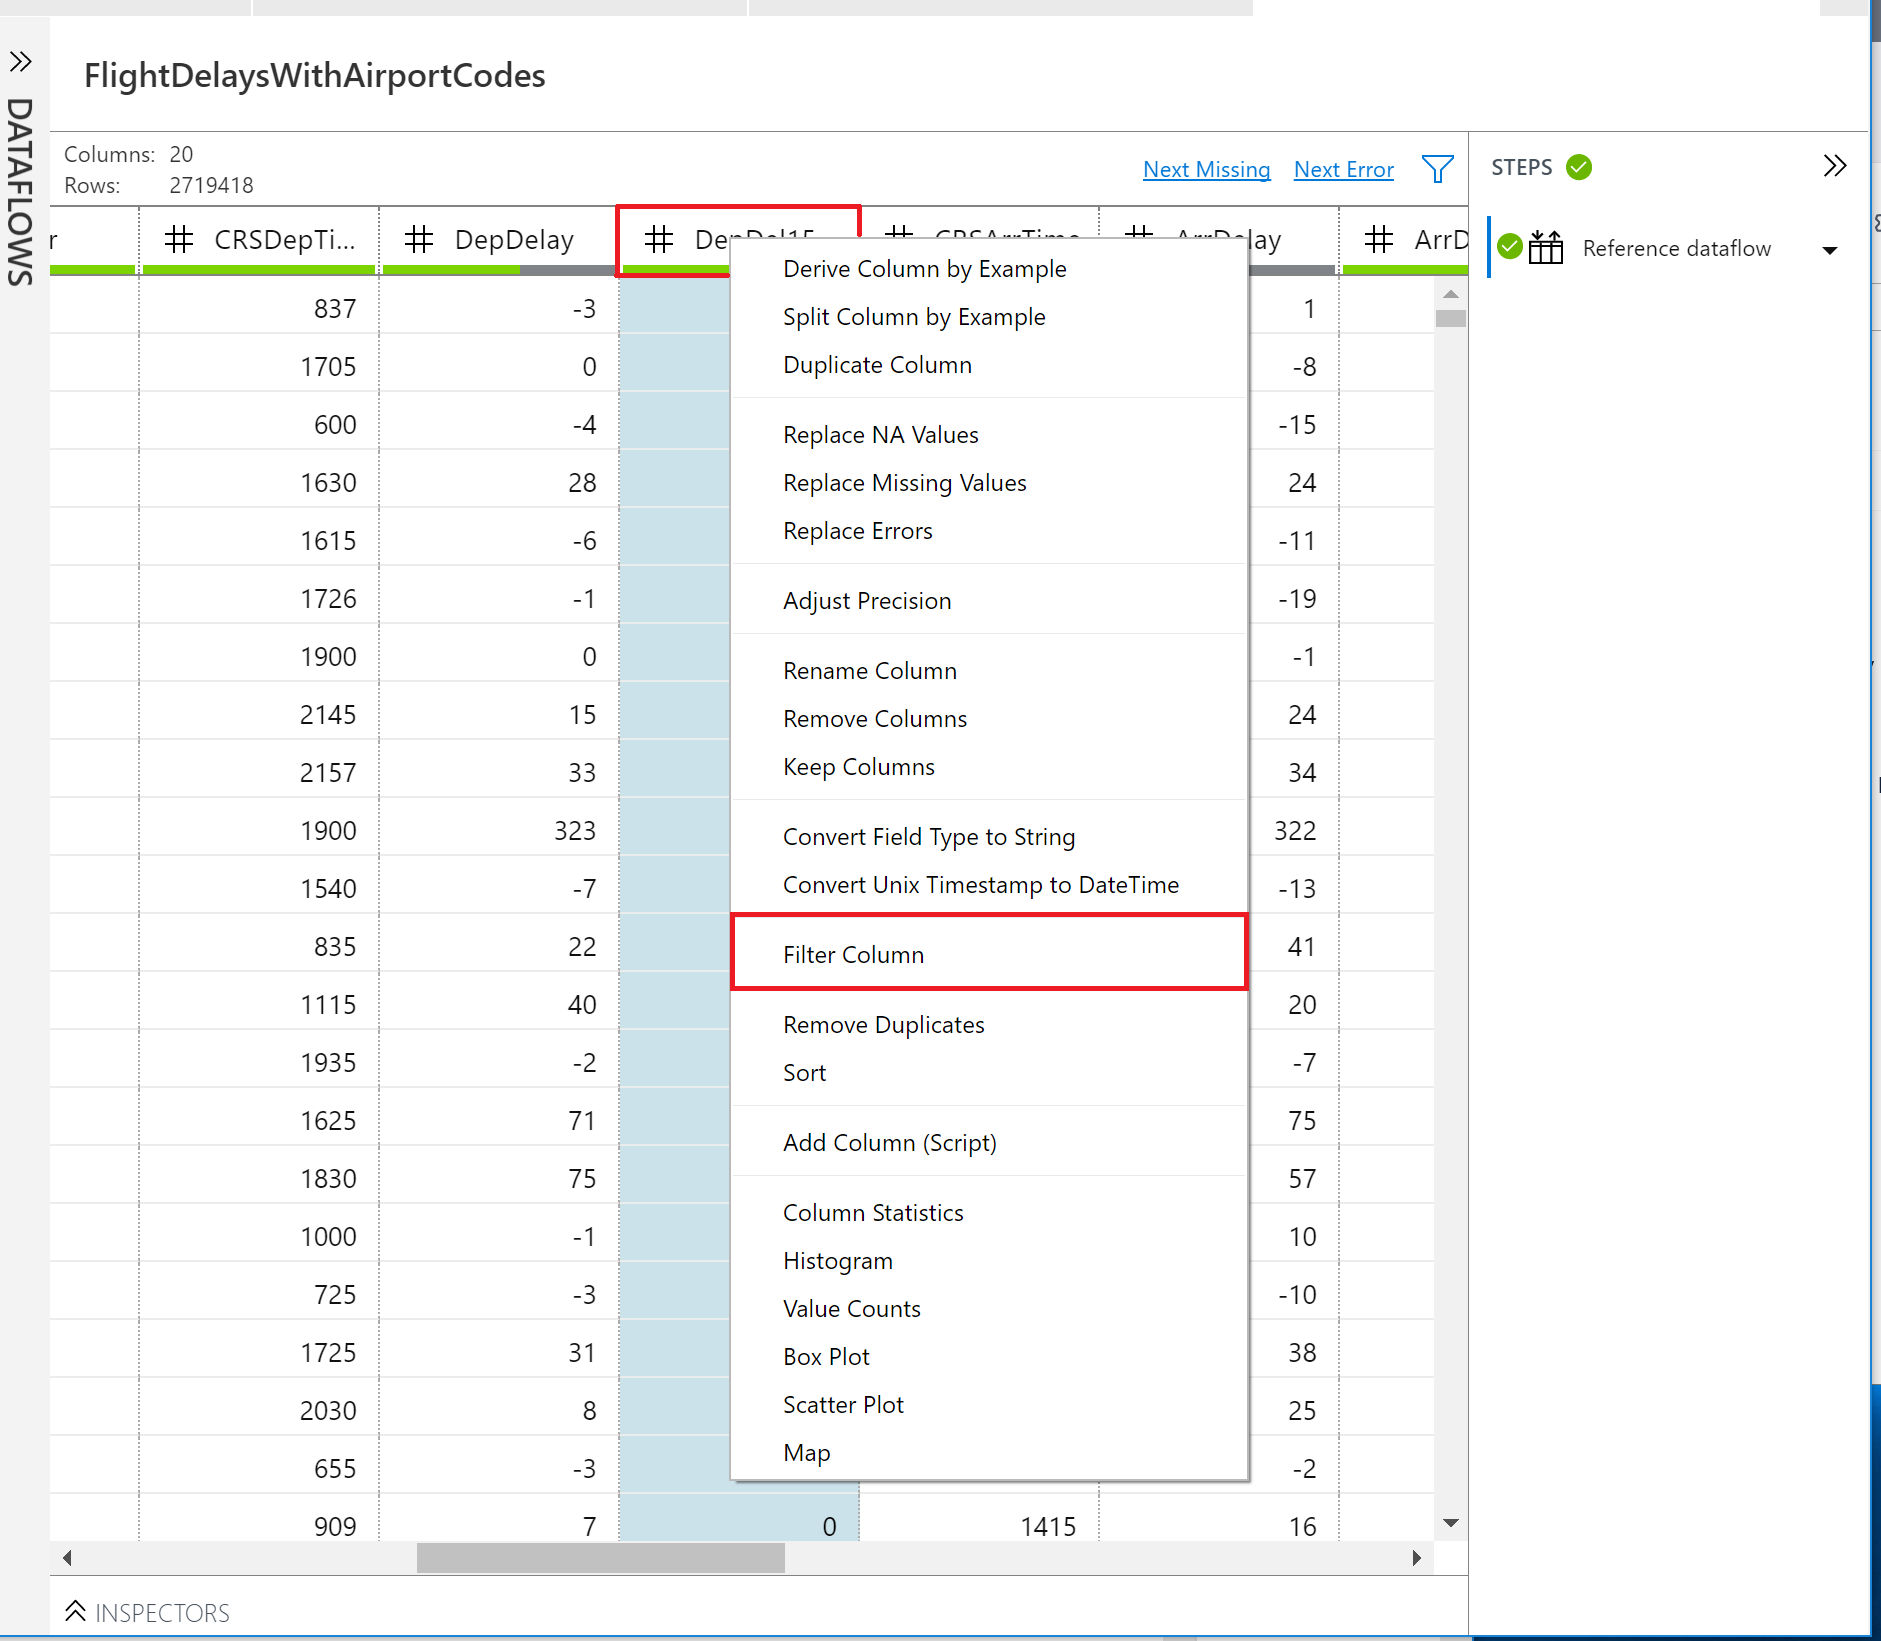 DATAFLOWS
FlightDelaysWithAirportCodes
Columns: 20
Rows: 2719418
Next Missing Next Error
STEPS
Reference dataflow
r CRSDepTi... DepDelay DepDel15 CRSArrTime ArrDelay ArrD
837 -3 1
1705 0 -8
600 -4 -15
1630 28 24
1615 -6 -11
1726 -1 -19
1900 0 -1
2145 15 24
2157 33 34
1900 323 322
1540 -7 -13
835 22 41
1115 40 20
1935 -2 -7
1625 71 75
1830 75 57
1000 -1 10
725 -3 -10
1725 31 38
2030 8 25
655 -3 -2
909 7 0 1415 16
Derive Column by Example
Split Column by Example
Duplicate Column
Replace NA Values
Replace Missing Values
Replace Errors
Adjust Precision
Rename Column
Remove Columns
Keep Columns
Convert Field Type to String
Convert Unix Timestamp to DateTime
Filter Column
Remove Duplicates
Sort
Add Column (Script)
Column Statistics
Histogram
Value Counts
Box Plot
Scatter Plot
Map
INSPECTORS